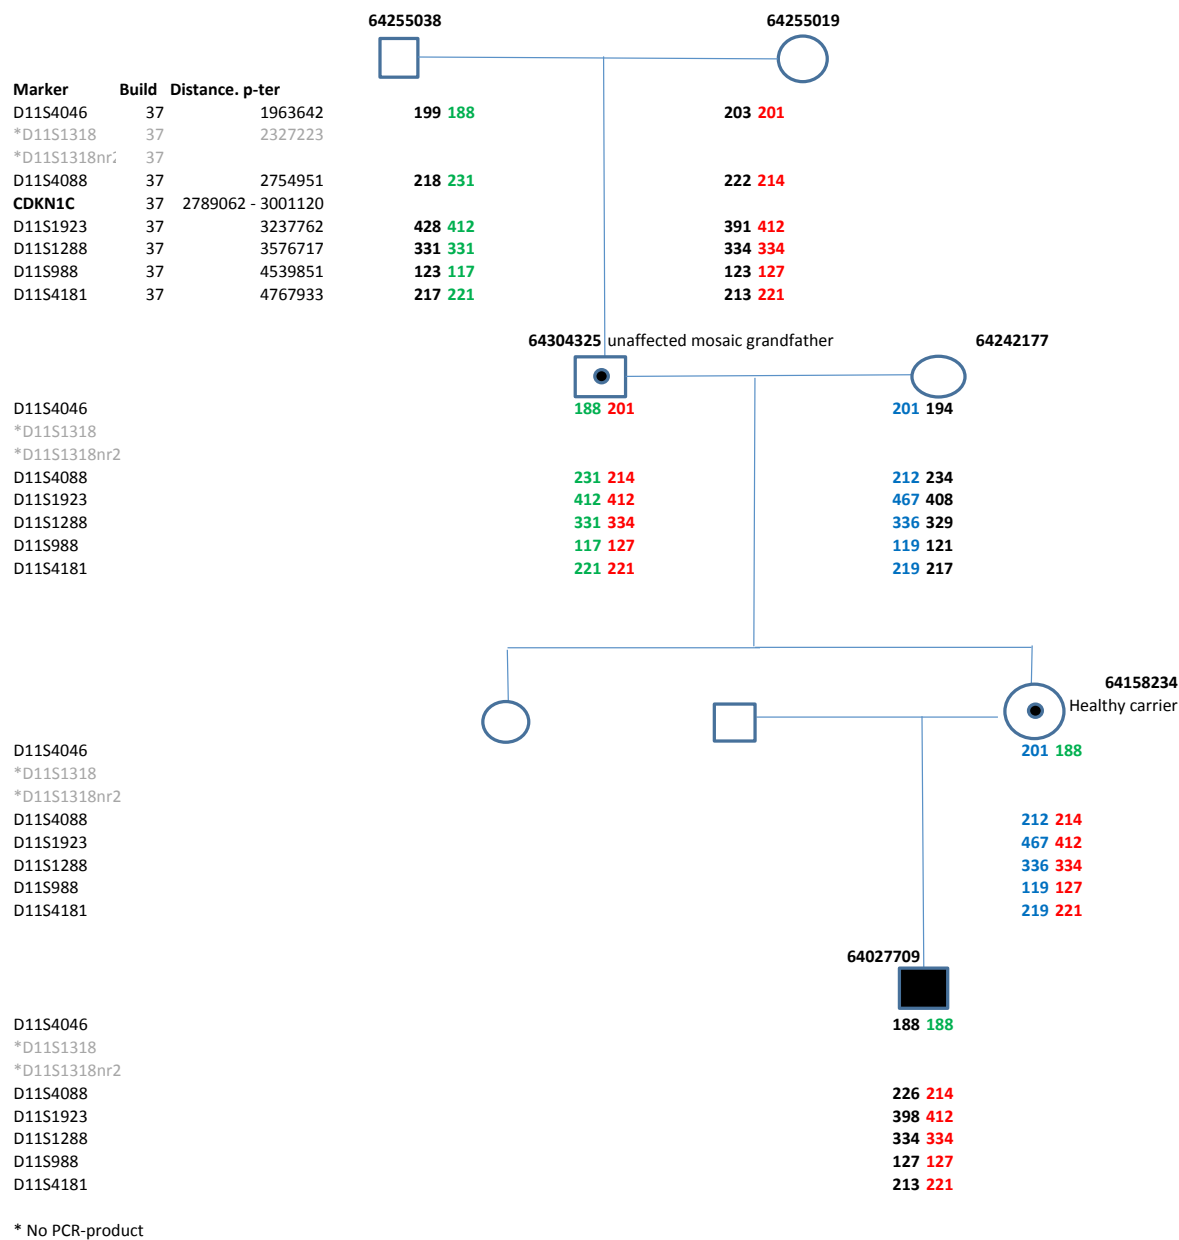 64255038 64255019
Marker Build Distance. p-ter
D11S4046 37 1963642 199 188 203 201
*D11S1318 37 2327223
*D11S1318nr2 37
D11S4088 37 2754951 218 231 222 214
CDKN1C 37 2789062 - 3001120
D11S1923 37 3237762 428 412 391 412
D11S1288 37 3576717 331 331 334 334
D11S988 37 4539851 123 117 123 127
D11S4181 37 4767933 217 221 213 221
64304325 unaffected mosaic grandfather 64242177
D11S4046 188 201 201 194
*D11S1318
*D11S1318nr2
D11S4088 231 214 212 234
D11S1923 412 412 467 408
D11S1288 331 334 336 329
D11S988 117 127 119 121
D11S4181 221 221 219 217
64158234
Healthy carrier
D11S4046 201 188
*D11S1318
*D11S1318nr2
D11S4088 212 214
D11S1923 467 412
D11S1288 336 334
D11S988 119 127
D11S4181 219 221
64027709
D11S4046 188 188
*D11S1318
*D11S1318nr2
D11S4088 226 214
D11S1923 398 412
D11S1288 334 334
D11S988 127 127
D11S4181 213 221
* No PCR-product